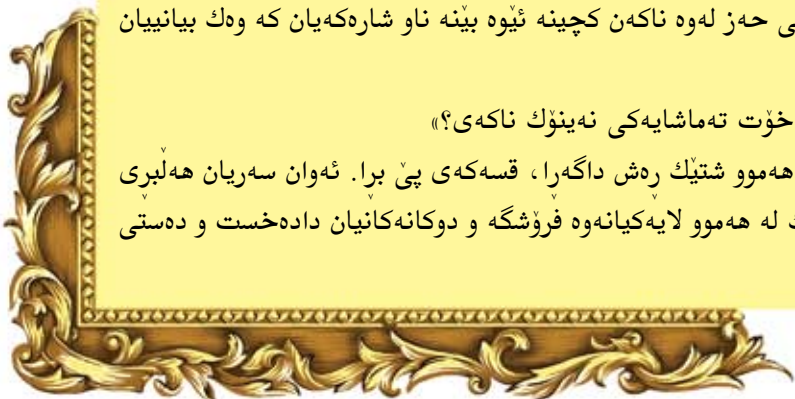 ی حەز لەوە ناکەن کچینە ئێوە بێنە ناو شارەکەیان کە وەك بیانییان
خۆت تەماشایەکی نەینۆك ناکەی؟»
هەموو شتێك ڕەش داگەڕا، قسەکەی پێ بڕا. ئەوان سەریان هەڵبڕی
ك لە هەموو لایەکیانەوە فرۆشگە و دوکانەکانیان دادەخست و دەستی